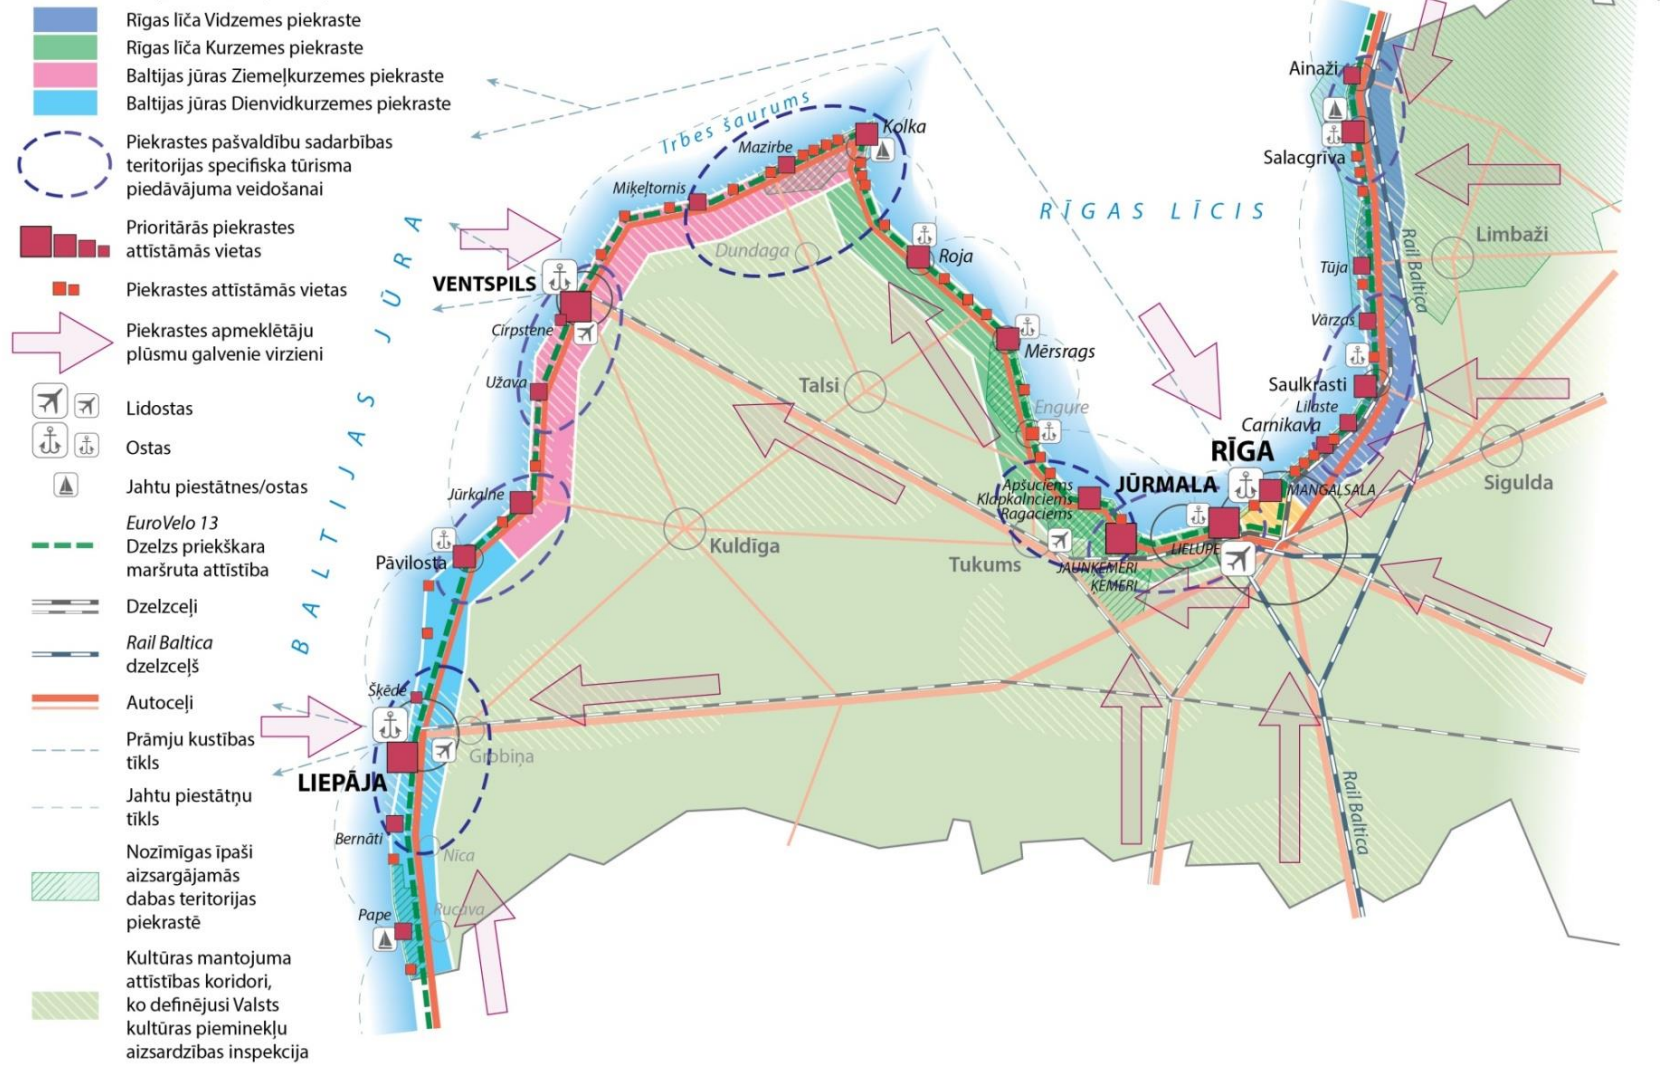 Rīgas līča Vidzemes piekraste
Rīgas līča Kurzemes piekraste
Baltijas jūras Ziemeļkurzemes piekraste
Baltijas jūras Dienvidkurzemes piekraste
Piekrastes pašvaldību sadarbības
teritorijas specifiska tūrisma
piedāvājuma veidošanai
Prioritārās piekrastes
attīstāmās vietas
Piekrastes attīstāmās vietas
Piekrastes apmeklētāju
plūsmu galvenie virzieni
Lidostas
Ostas
Jahtu piestātnes/ostas
EuroVelo 13
Dzelzs priekškara
maršruta attīstība
Dzelzceļi
Rail Baltica
dzelzceļš
Autoceļi
Prāmju kustības
tīkls
Jahtu piestātņu
tīkls
Nozīmīgas īpaši
aizsargājamās
dabas teritorijas
piekrastē
Kultūras mantojuma
attīstības koridori,
ko definējusi Valsts
kultūras pieminekļu
aizsardzības inspekcija
BALTIJAS JŪRA
Irbes šaurums
RĪGAS LĪCIS
Kolka
Mazirbe
Miķeļtornis
Dundaga
VENTSPILS
Cirpstene
Užava
Jūrkalne
Pāvilosta
Šķēde
LIEPĀJA
Grobiņa
Bernāti
Nīca
Rucava
Pape
Kuldīga
Talsi
Roja
Mērsrags
Engure
Apšuciems
Klapkalnciems
Ragaciems
Tukums
JAUNĶEMERI
ĶEMERI
JŪRMALA
LIELUPE
RĪGA
MANGAĻSALA
Carnikava
Lilaste
Saulkrasti
Vārzas
Tūja
Salacgrīva
Ainaži
Limbaži
Sigulda
Rail Baltica
Rail Baltica